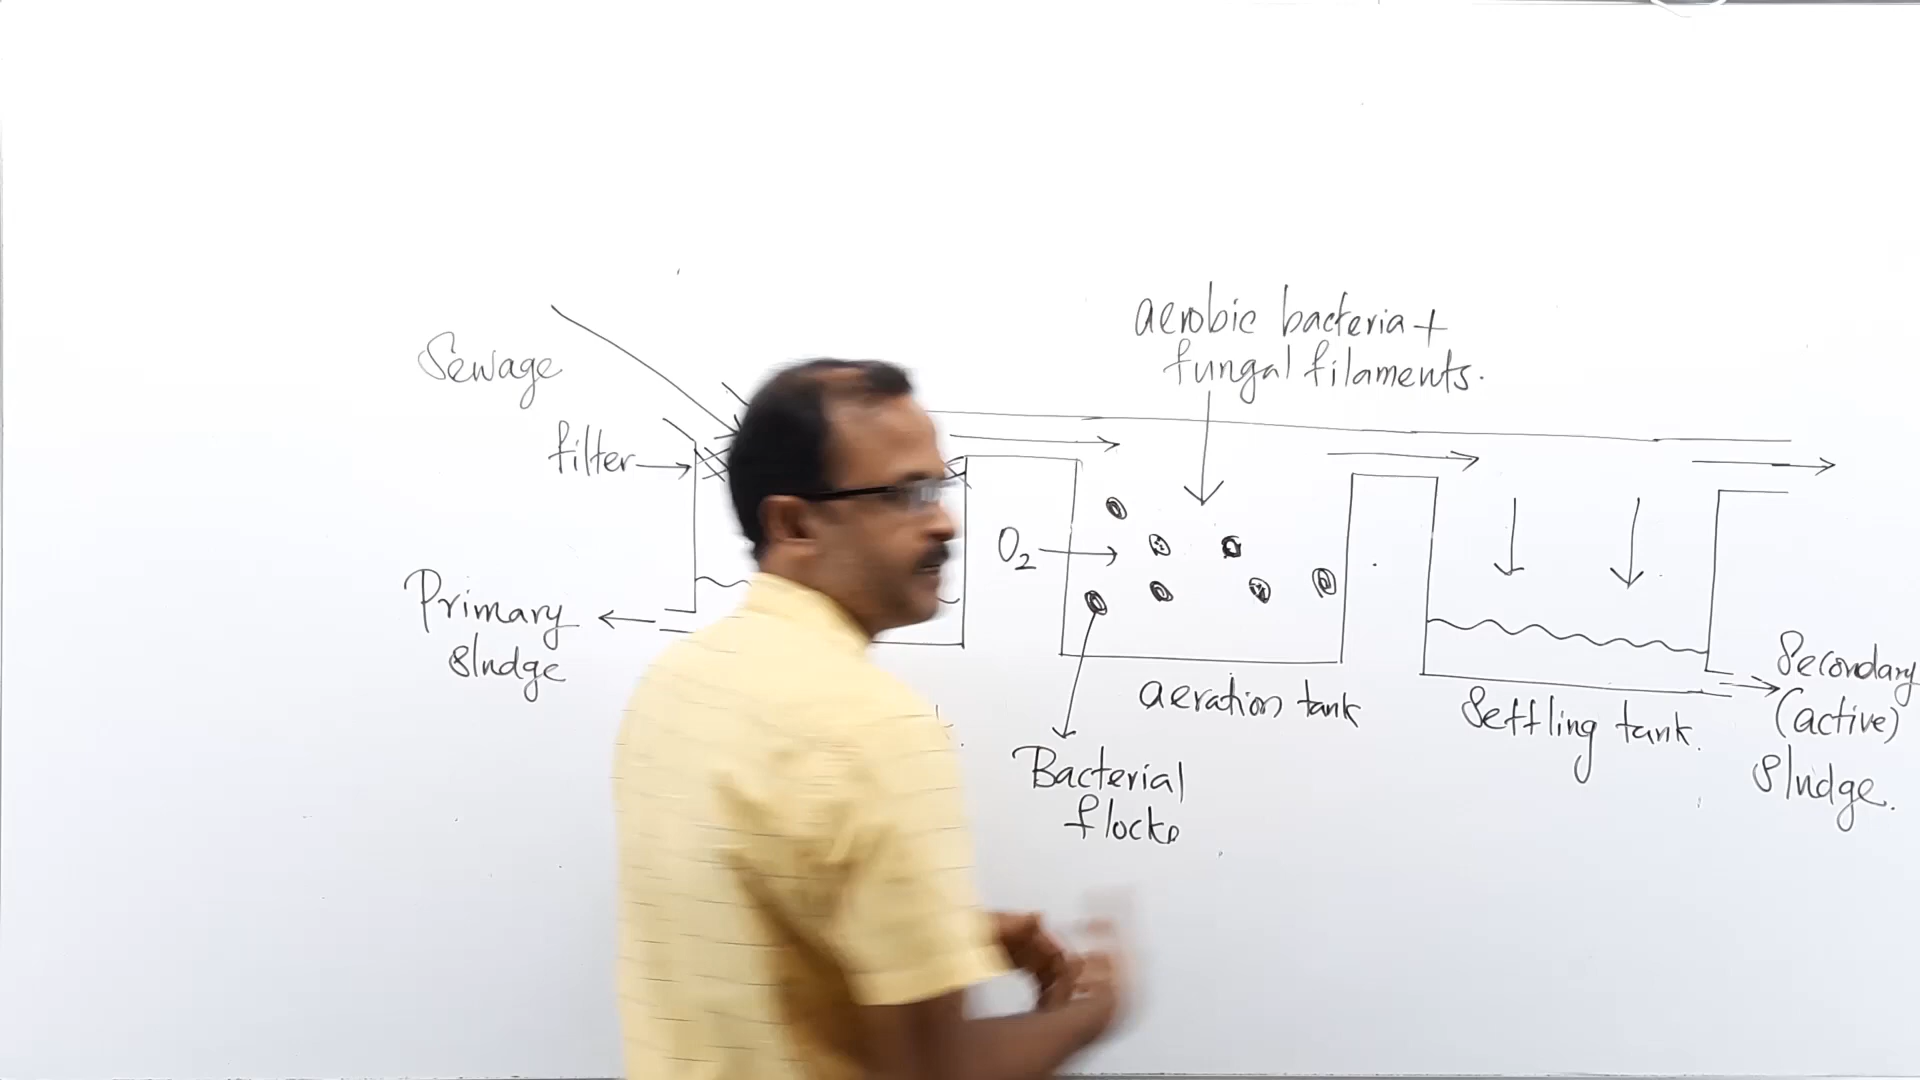 Sewage
filter
Primary
sludge
O2
aerobic bacteria +
fungal filaments.
aeration tank
Bacterial
flocks
Settling tank.
Secondary
(active)
sludge.